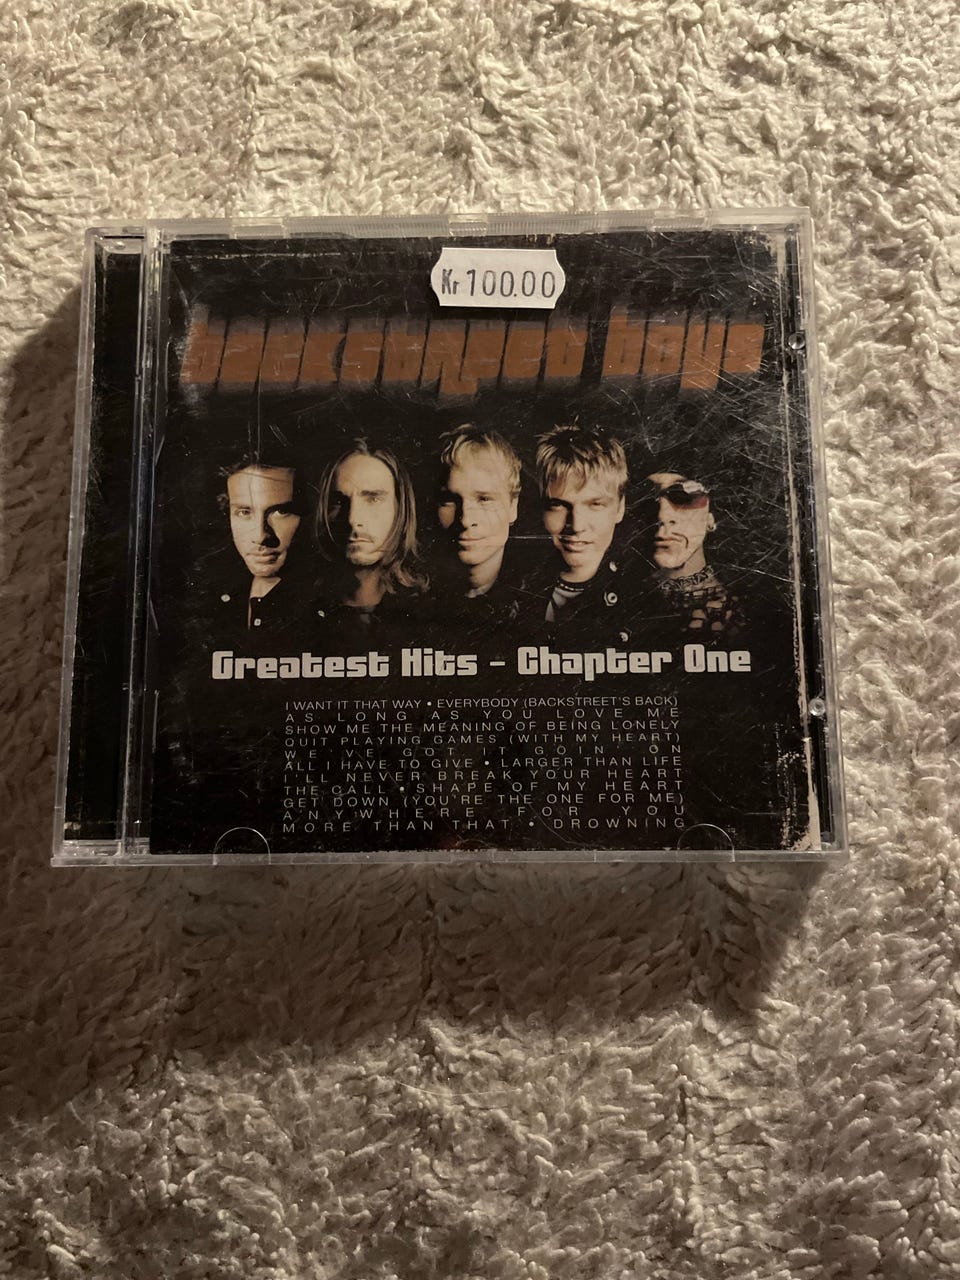 Kr 100.00
backstreet boys
Greatest Hits - Chapter One
I WANT IT THAT WAY • EVERYBODY (BACKSTREET'S BACK)
AS LONG AS YOU LOVE ME
SHOW ME THE MEANING OF BEING LONELY
QUIT PLAYING GAMES (WITH MY HEART)
WE'VE GOT IT GOIN' ON
ALL I HAVE TO GIVE • LARGER THAN LIFE
I'LL NEVER BREAK YOUR HEART
THE CALL • SHAPE OF MY HEART
GET DOWN (YOU'RE THE ONE FOR ME)
ANYWHERE FOR YOU
MORE THAN THAT • DROWNING